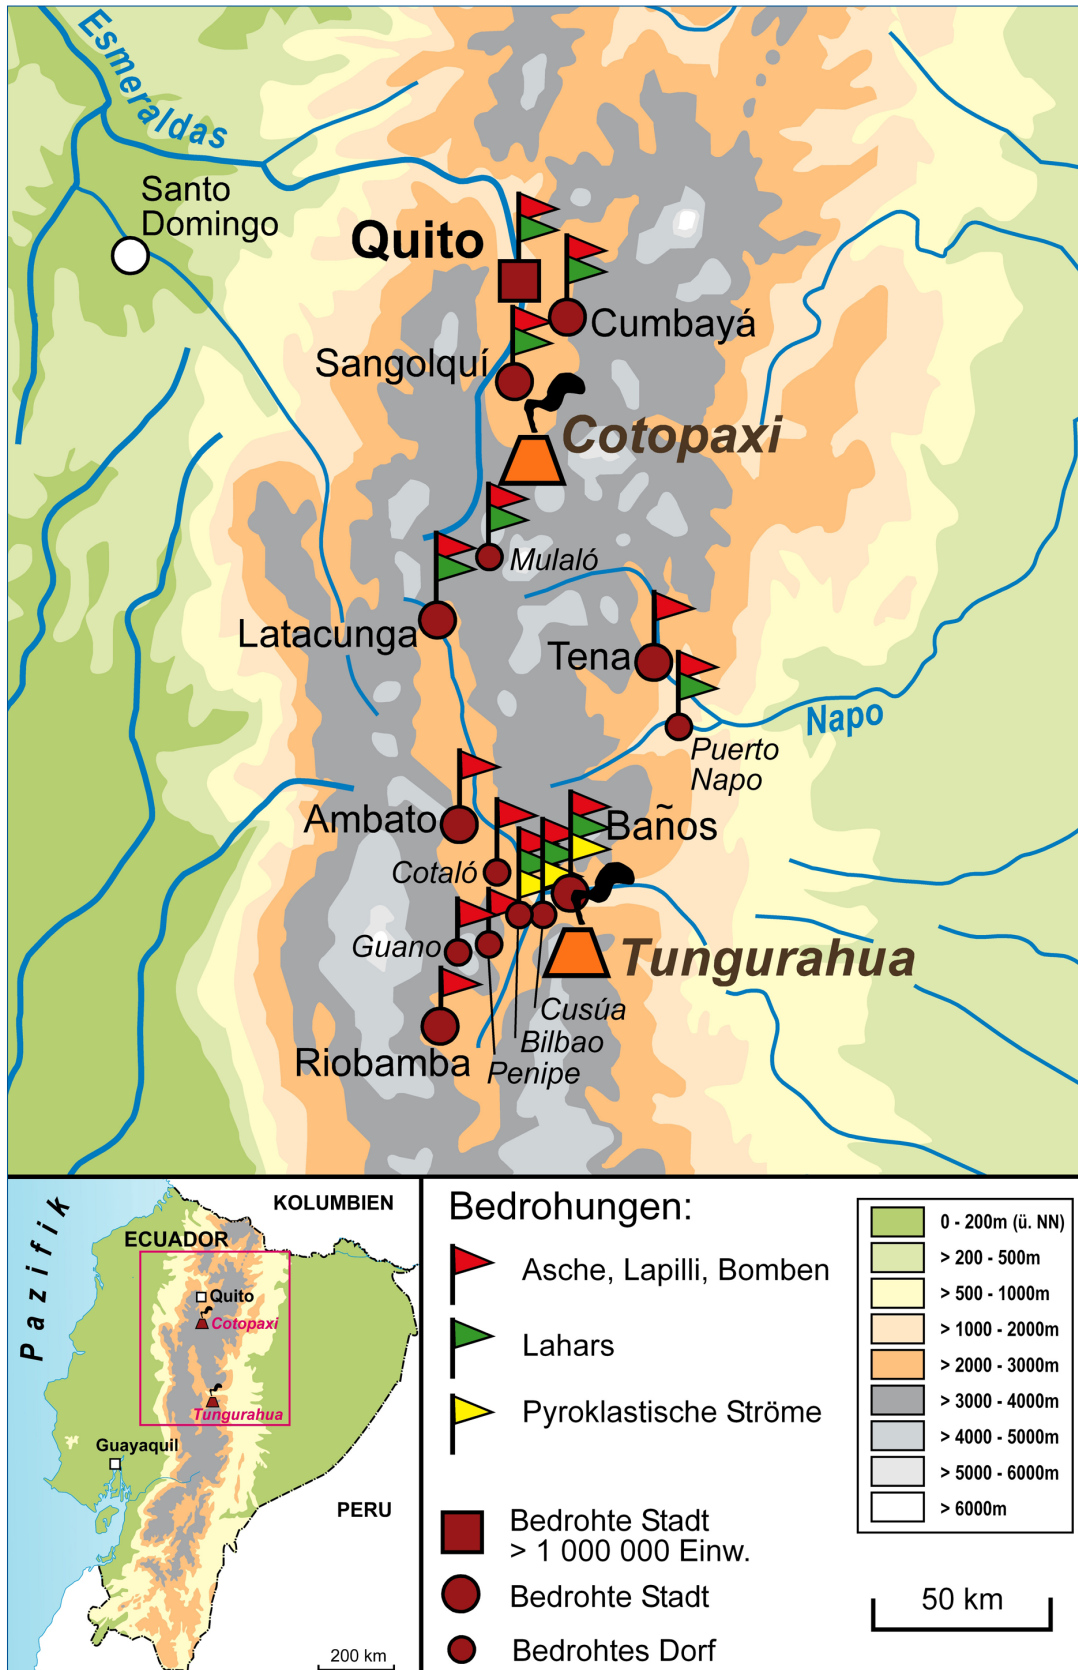 Esmeraldas
Santo
Domingo
Quito
Cumbayá
Sangolquí
Cotopaxi
Mulaló
Latacunga
Tena
Napo
Puerto
Napo
Ambato
Baños
Cotaló
Guano
Tungurahua
Cusúa
Bilbao
Penipe
Riobamba
Pazifik
KOLUMBIEN
ECUADOR
Quito
Cotopaxi
Tungurahua
Guayaquil
PERU
200 km
Bedrohungen:
Asche, Lapilli, Bomben
Lahars
Pyroklastische Ströme
Bedrohte Stadt
> 1 000 000 Einw.
Bedrohte Stadt
Bedrohtes Dorf
0 - 200m (ü. NN)
> 200 - 500m
> 500 - 1000m
> 1000 - 2000m
> 2000 - 3000m
> 3000 - 4000m
> 4000 - 5000m
> 5000 - 6000m
> 6000m
50 km